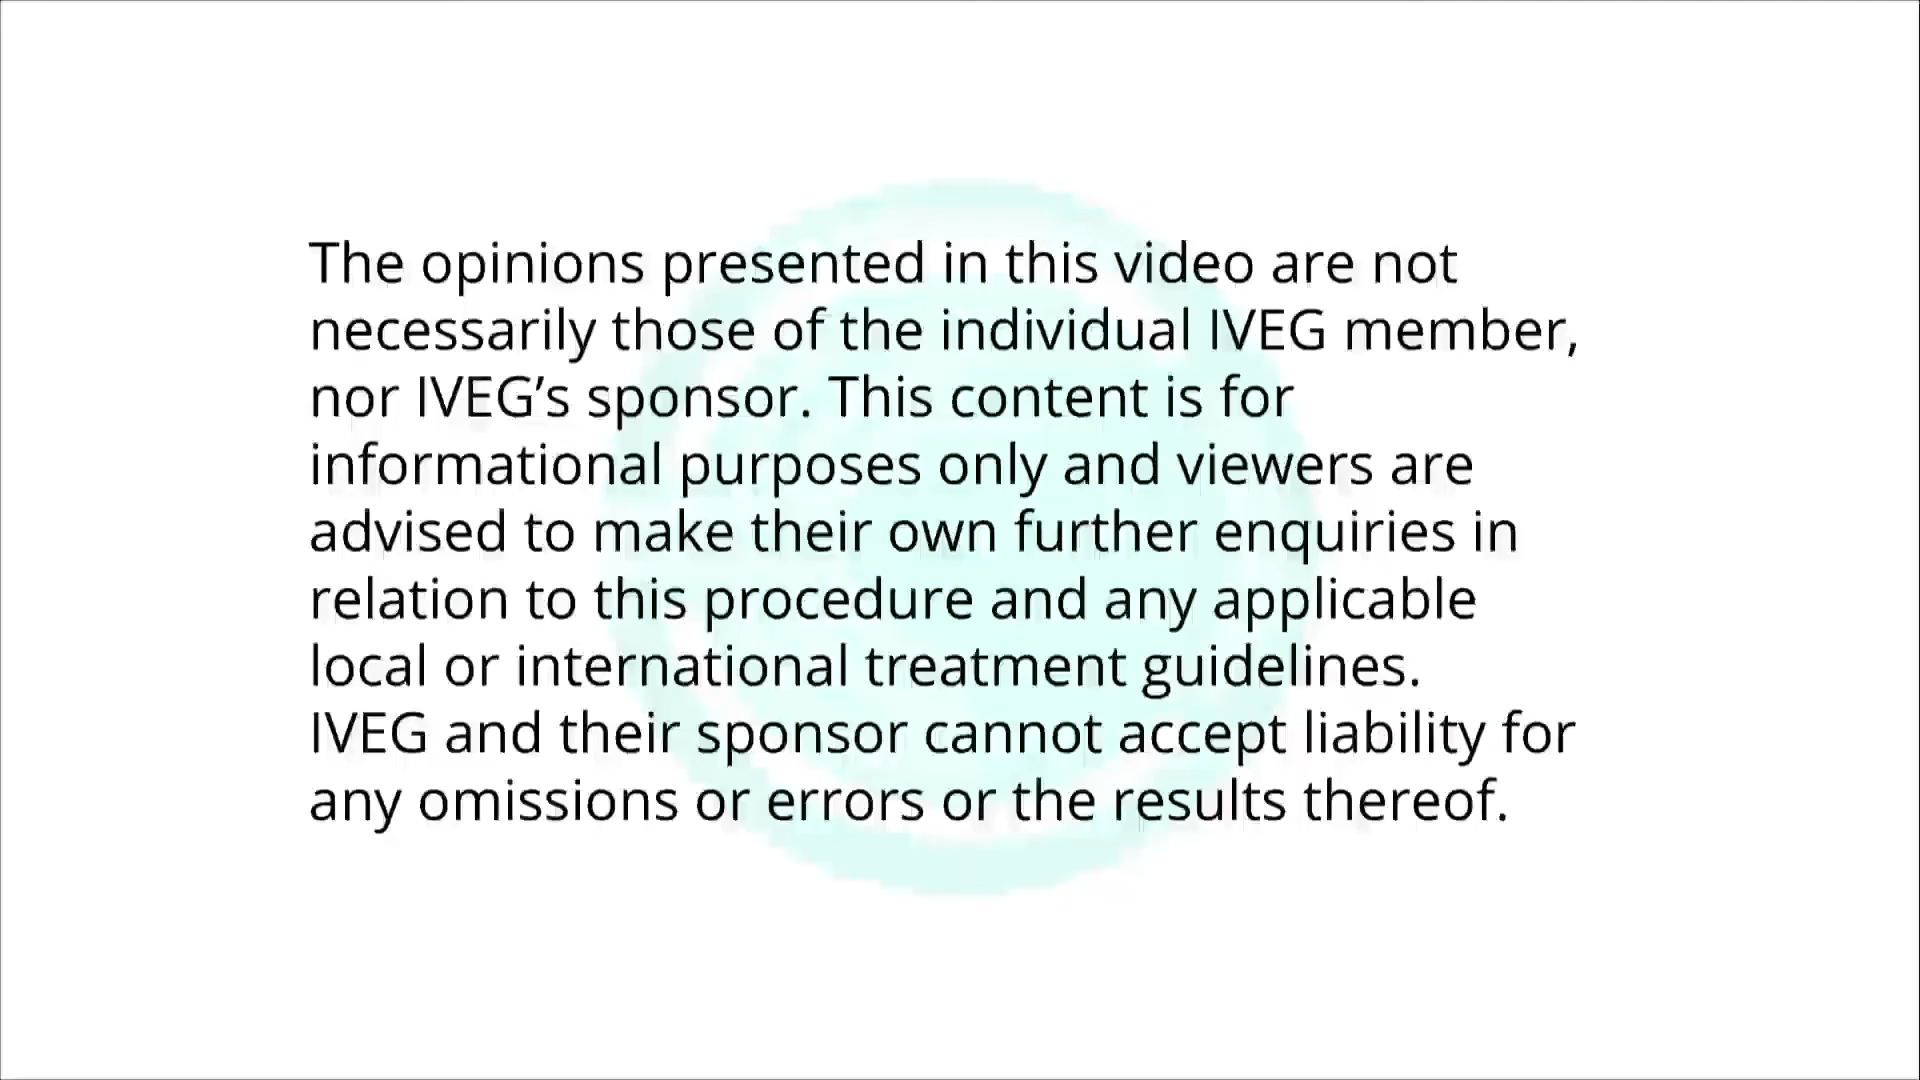 The opinions presented in this video are not
necessarily those of the individual IVEG member,
nor IVEG’s sponsor. This content is for
informational purposes only and viewers are
advised to make their own further enquiries in
relation to this procedure and any applicable
local or international treatment guidelines.
IVEG and their sponsor cannot accept liability for
any omissions or errors or the results thereof.